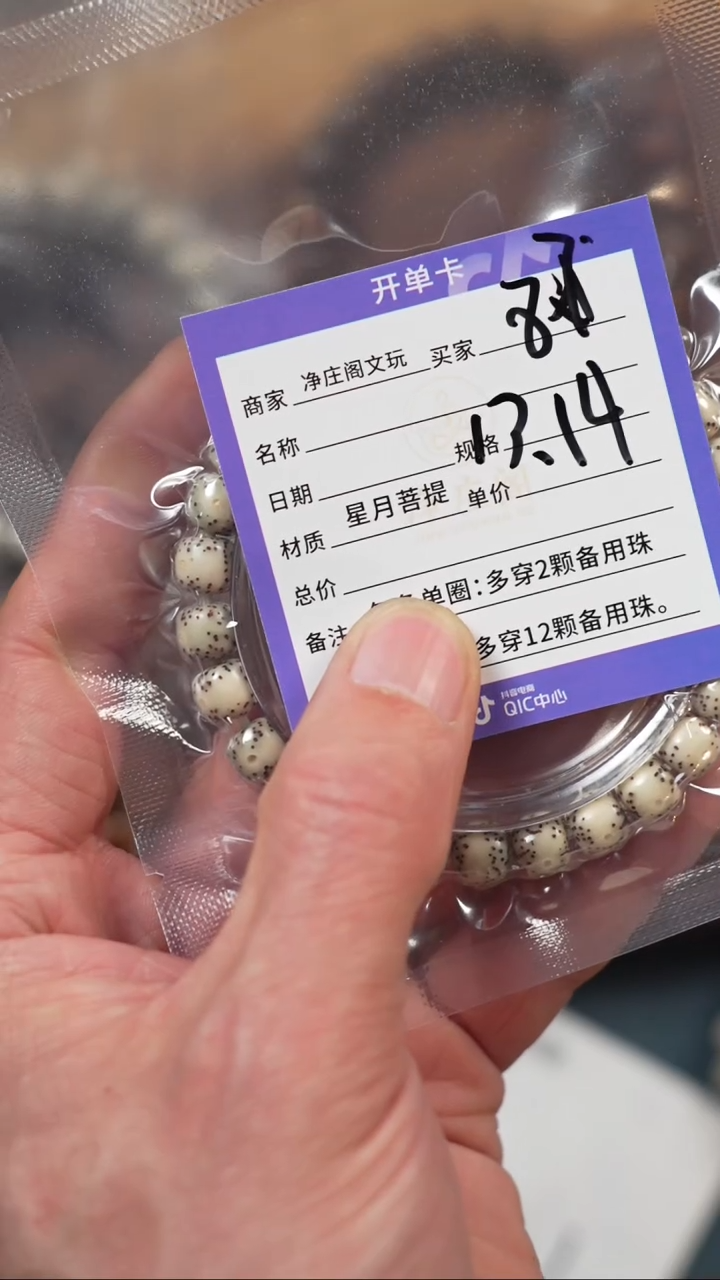 开单卡
商家 净庄阁文玩 买家
名称
日期 规格 17.14
材质 星月菩提 单价
总价
备注 单圈：多穿2颗备用珠
多穿12颗备用珠。
抖音电商
QIC中心